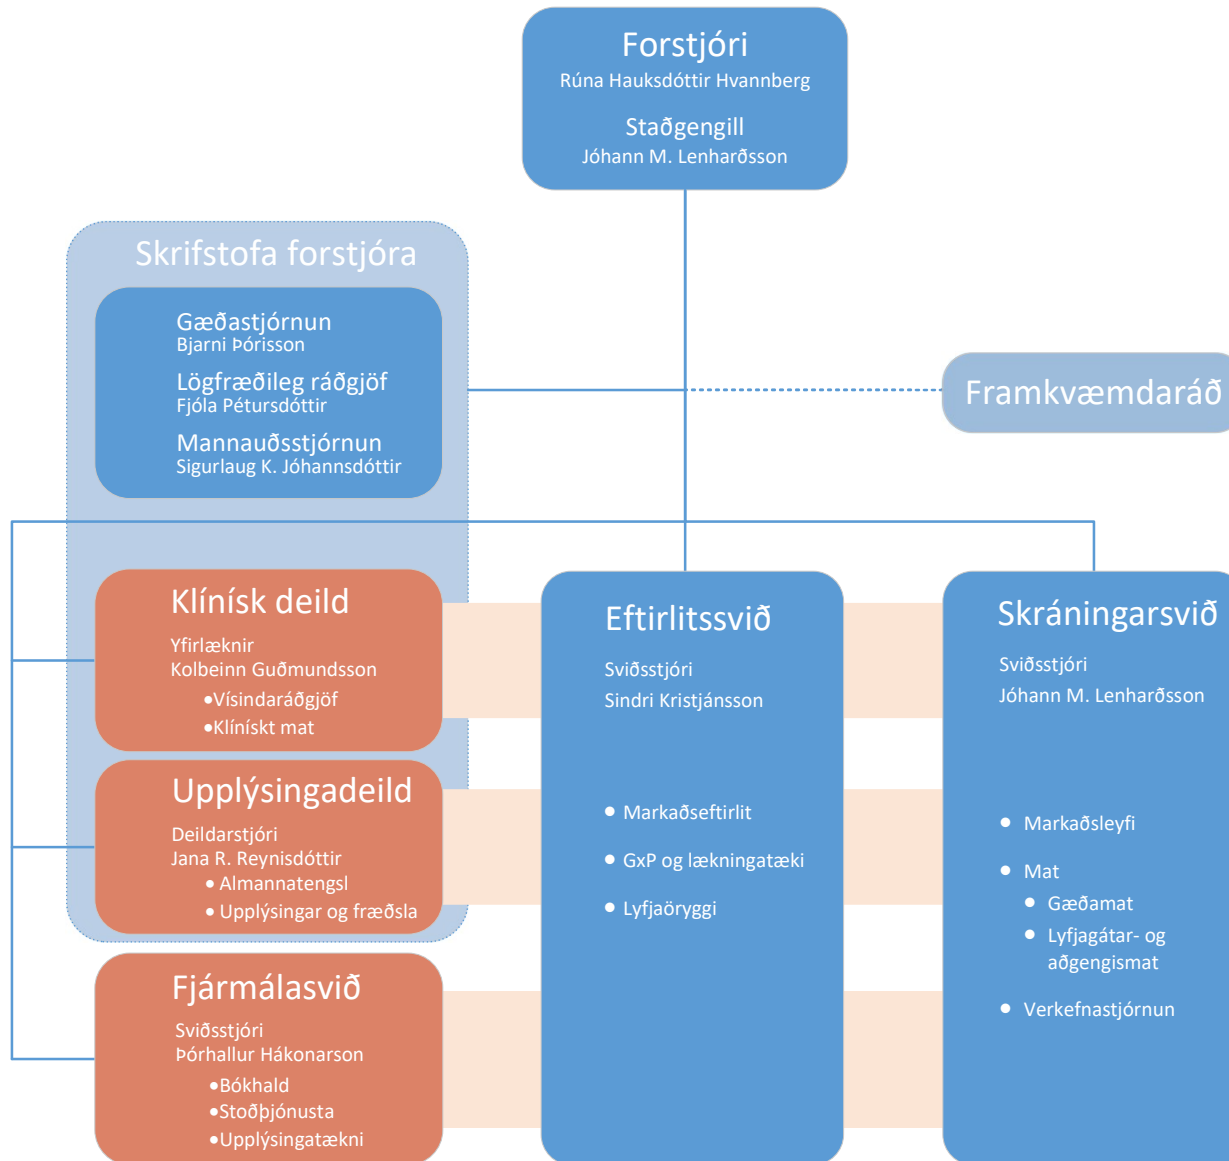 Forstjóri
Rúna Hauksdóttir Hvannberg
Staðgengill
Jóhann M. Lenharðsson
Skrifstofa forstjóra
Gæðastjórnun
Bjarni Þórisson
Lögfræðileg ráðgjöf
Fjóla Pétursdóttir
Mannauðsstjórnun
Sigurlaug K. Jóhannsdóttir
Framkvæmdaráð
Klínísk deild
Yfirlæknir
Kolbeinn Guðmundsson
•Vísindaráðgjöf
•Klínískt mat
Upplýsingadeild
Deildarstjóri
Jana R. Reynisdóttir
• Almannatengsl
• Upplýsingar og fræðsla
Fjármálasvið
Sviðsstjóri
Þórhallur Hákonarson
•Bókhald
•Stoðþjónusta
•Upplýsingatækni
Eftirlitssvið
Sviðsstjóri
Sindri Kristjánsson
• Markaðseftirlit
• GxP og lækningatæki
• Lyfjaöryggi
Skráningarsvið
Sviðsstjóri
Jóhann M. Lenharðsson
• Markaðsleyfi
• Mat
• Gæðamat
• Lyfjagátar- og
aðgengismat
• Verkefnastjórnun